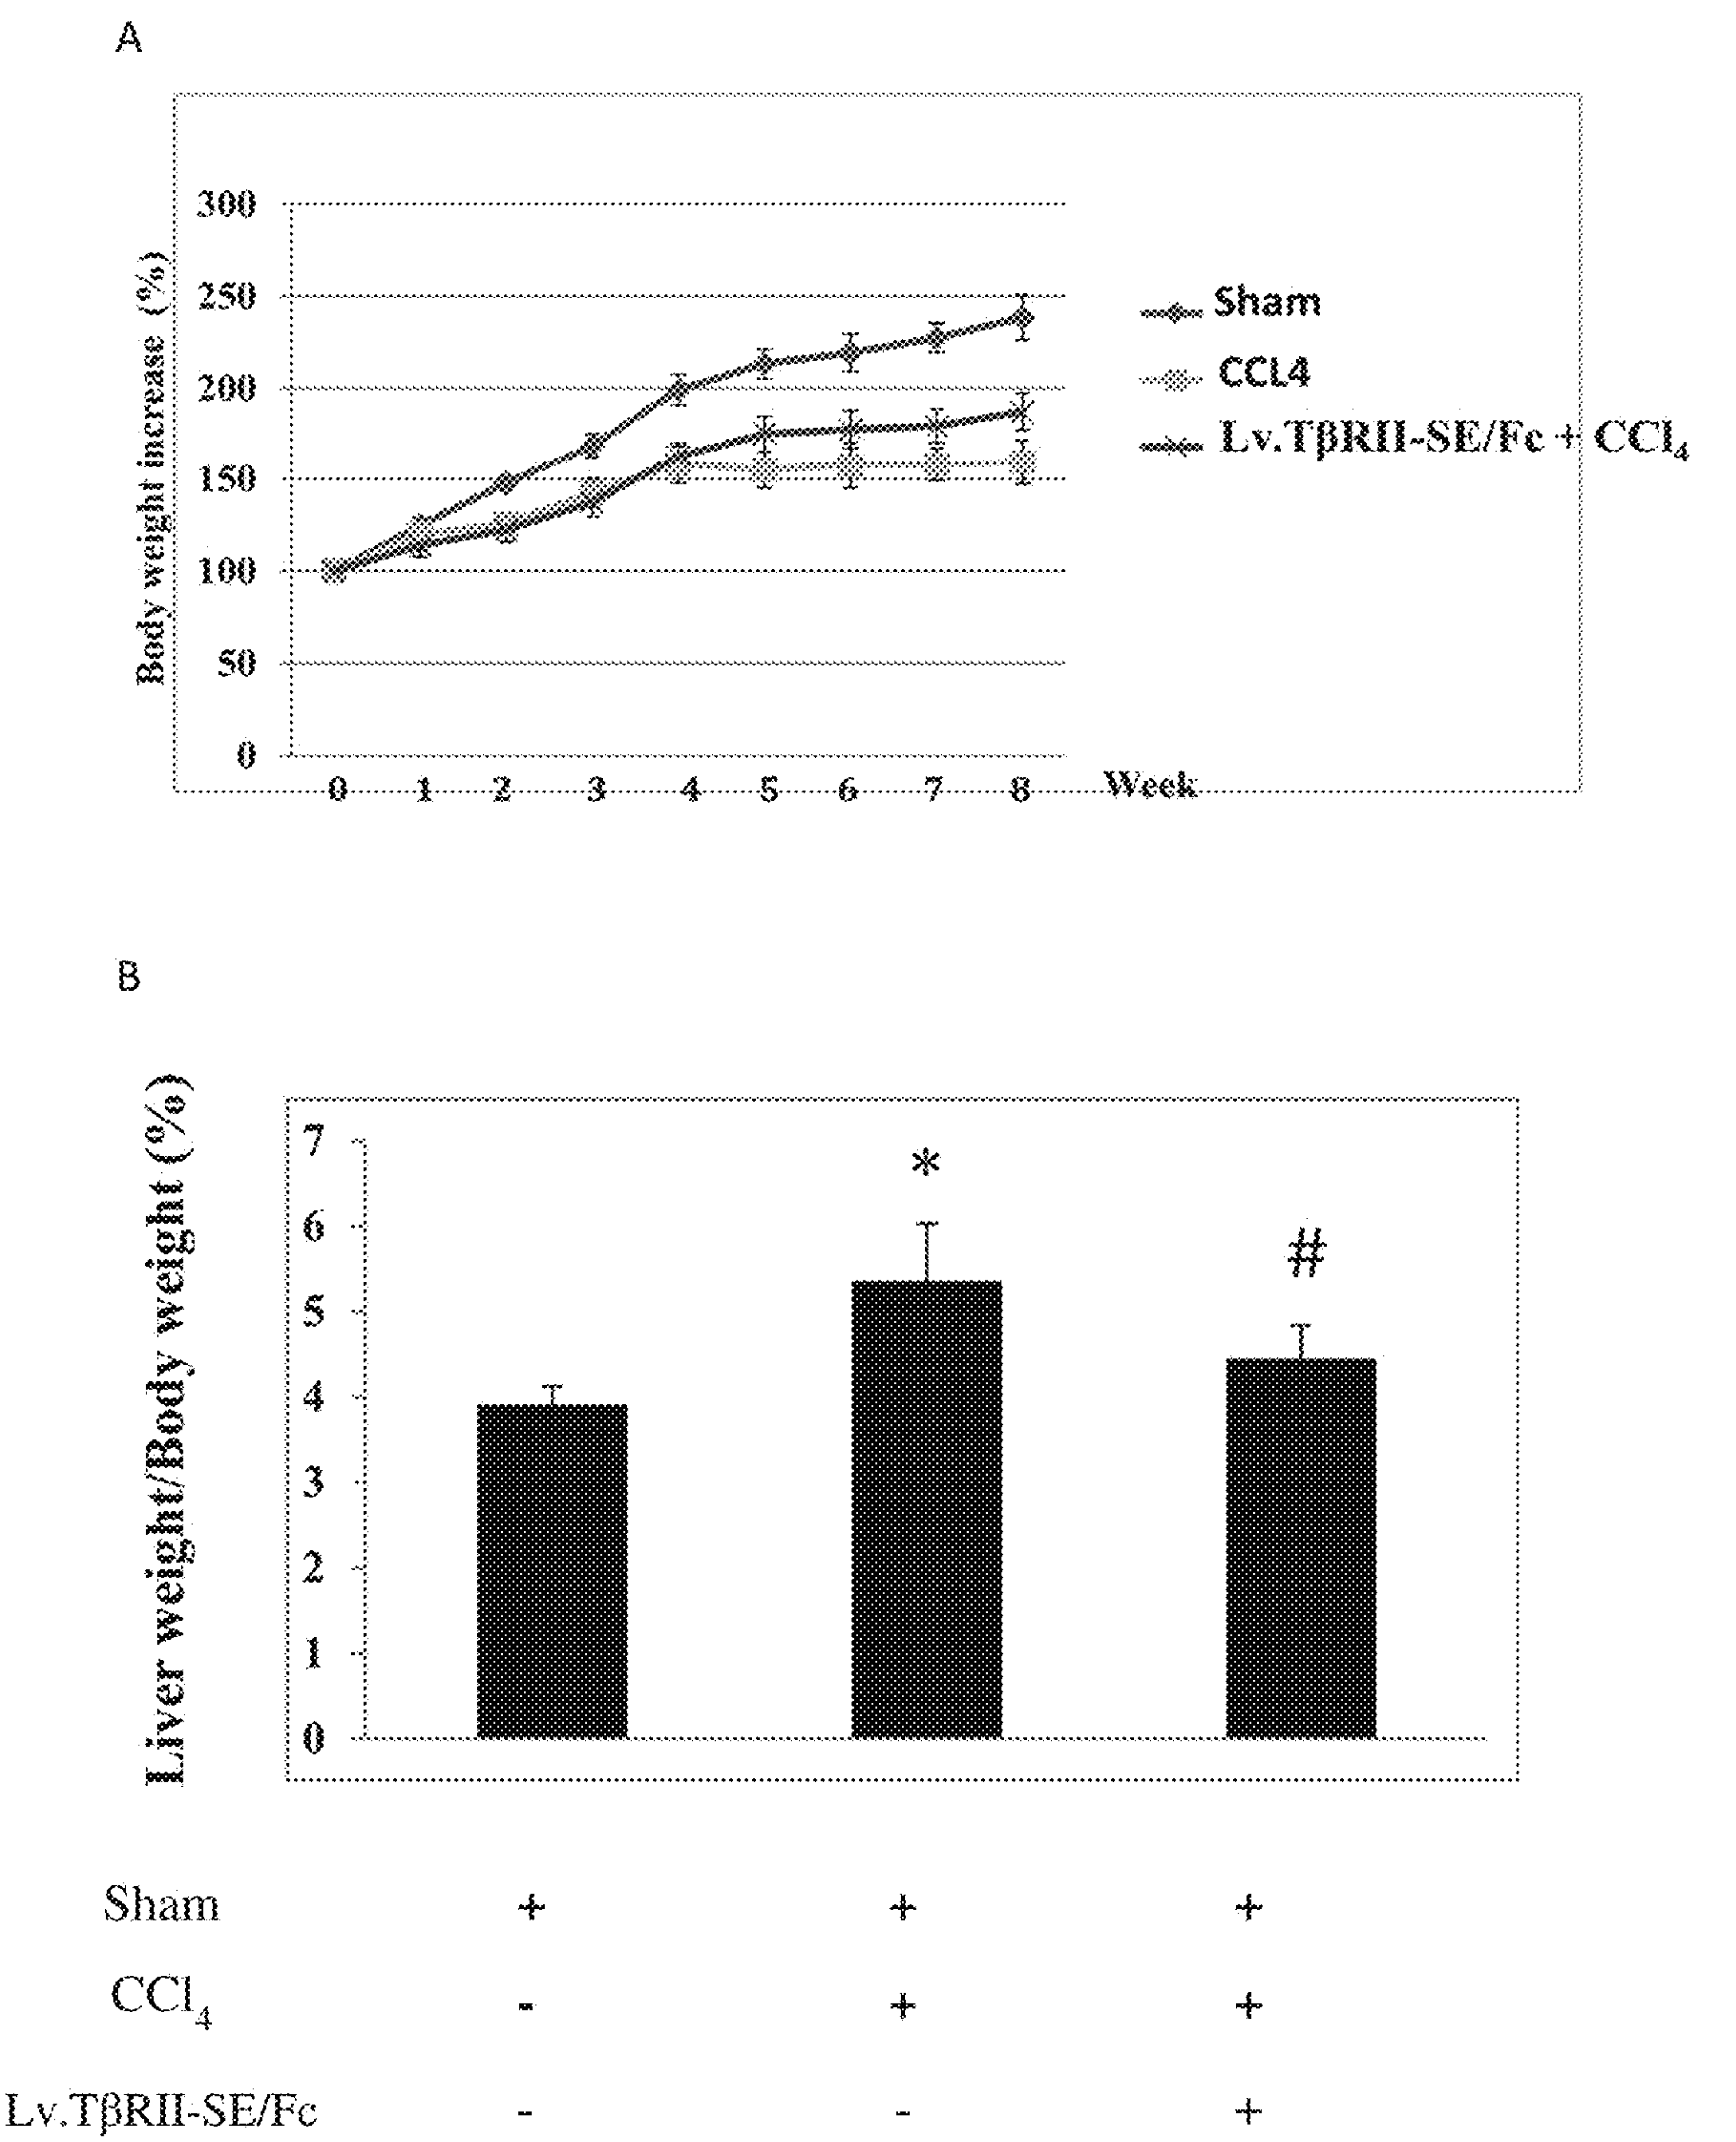 A
300
250
200
150
100
50
0
Body weight increase (%)
0 1 2 3 4 5 6 7 8 Week
Sham
CCL4
Lv.TβRII-SE/Fc + CCl4
B
Liver weight/Body weight (%)
7
6
5
4
3
2
1
0
*
#
Sham + + +
CCl4 - + +
Lv.TβRII-SE/Fc - - +